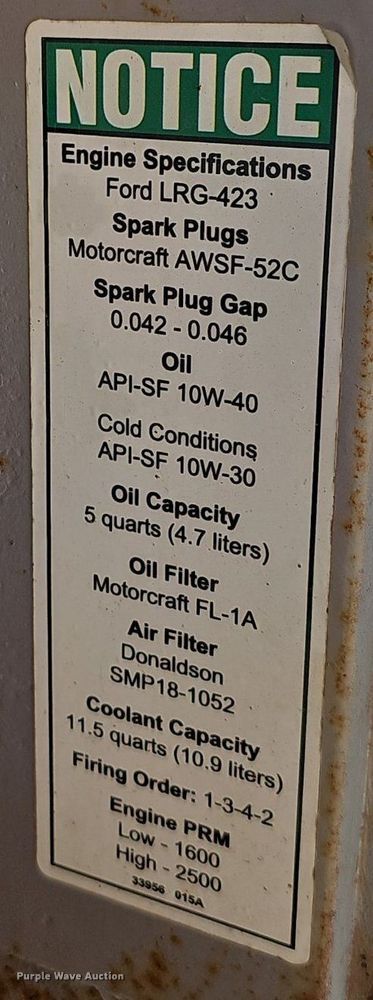 NOTICE
Engine Specifications
Ford LRG-423
Spark Plugs
Motorcraft AWSF-52C
Spark Plug Gap
0.042 - 0.046
Oil
API-SF 10W-40
Cold Conditions
API-SF 10W-30
Oil Capacity
5 quarts (4.7 liters)
Oil Filter
Motorcraft FL-1A
Air Filter
Donaldson
SMP18-1052
Coolant Capacity
11.5 quarts (10.9 liters)
Firing Order: 1-3-4-2
Engine PRM
Low - 1600
High - 2500
33956 015A
Purple Wave Auction